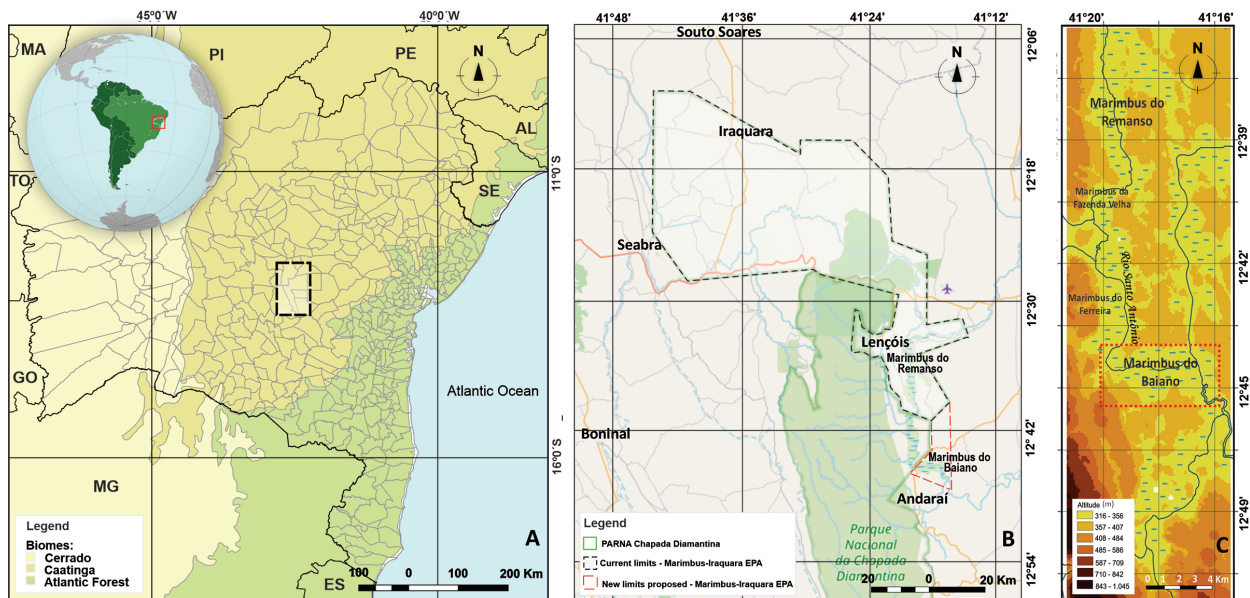 45°0'0"W
40°0'0"W
MA
PI
PE
N
AL
TO
SE
11°0'S
GO
Atlantic Ocean
16°0'S
MG
ES
Legend
Biomes:
Cerrado
Caatinga
Atlantic Forest
A
100 0 100 200 Km
41°48'
41°36'
41°24'
41°12'
12°06'
Souto Soares
N
Iraquara
12°18'
Seabra
12°30'
Lençóis
Marimbus do
Remanso
Boninal
12° 42'
Marimbus do
Baiano
Andaraí
Parque
Nacional
da Chapada
Diamantina
12°54'
Legend
PARNA Chapada Diamantina
Current limits - Marimbus-Iraquara EPA
New limits proposed - Marimbus-Iraquara EPA
B
20 0 20 Km
41°20'
41°16'
N
Marimbus do
Remanso
12°39'
Marimbus da
Fazenda Velha
12°42'
Rio Santo Antônio
Marimbus do
Ferreira
Marimbus do
Baiano
12°45'
12°49'
Altitude (m)
316 - 356
357 - 407
408 - 484
485 - 586
587 - 709
710 - 842
843 - 1.045
C
0 1 2 3 4 Km